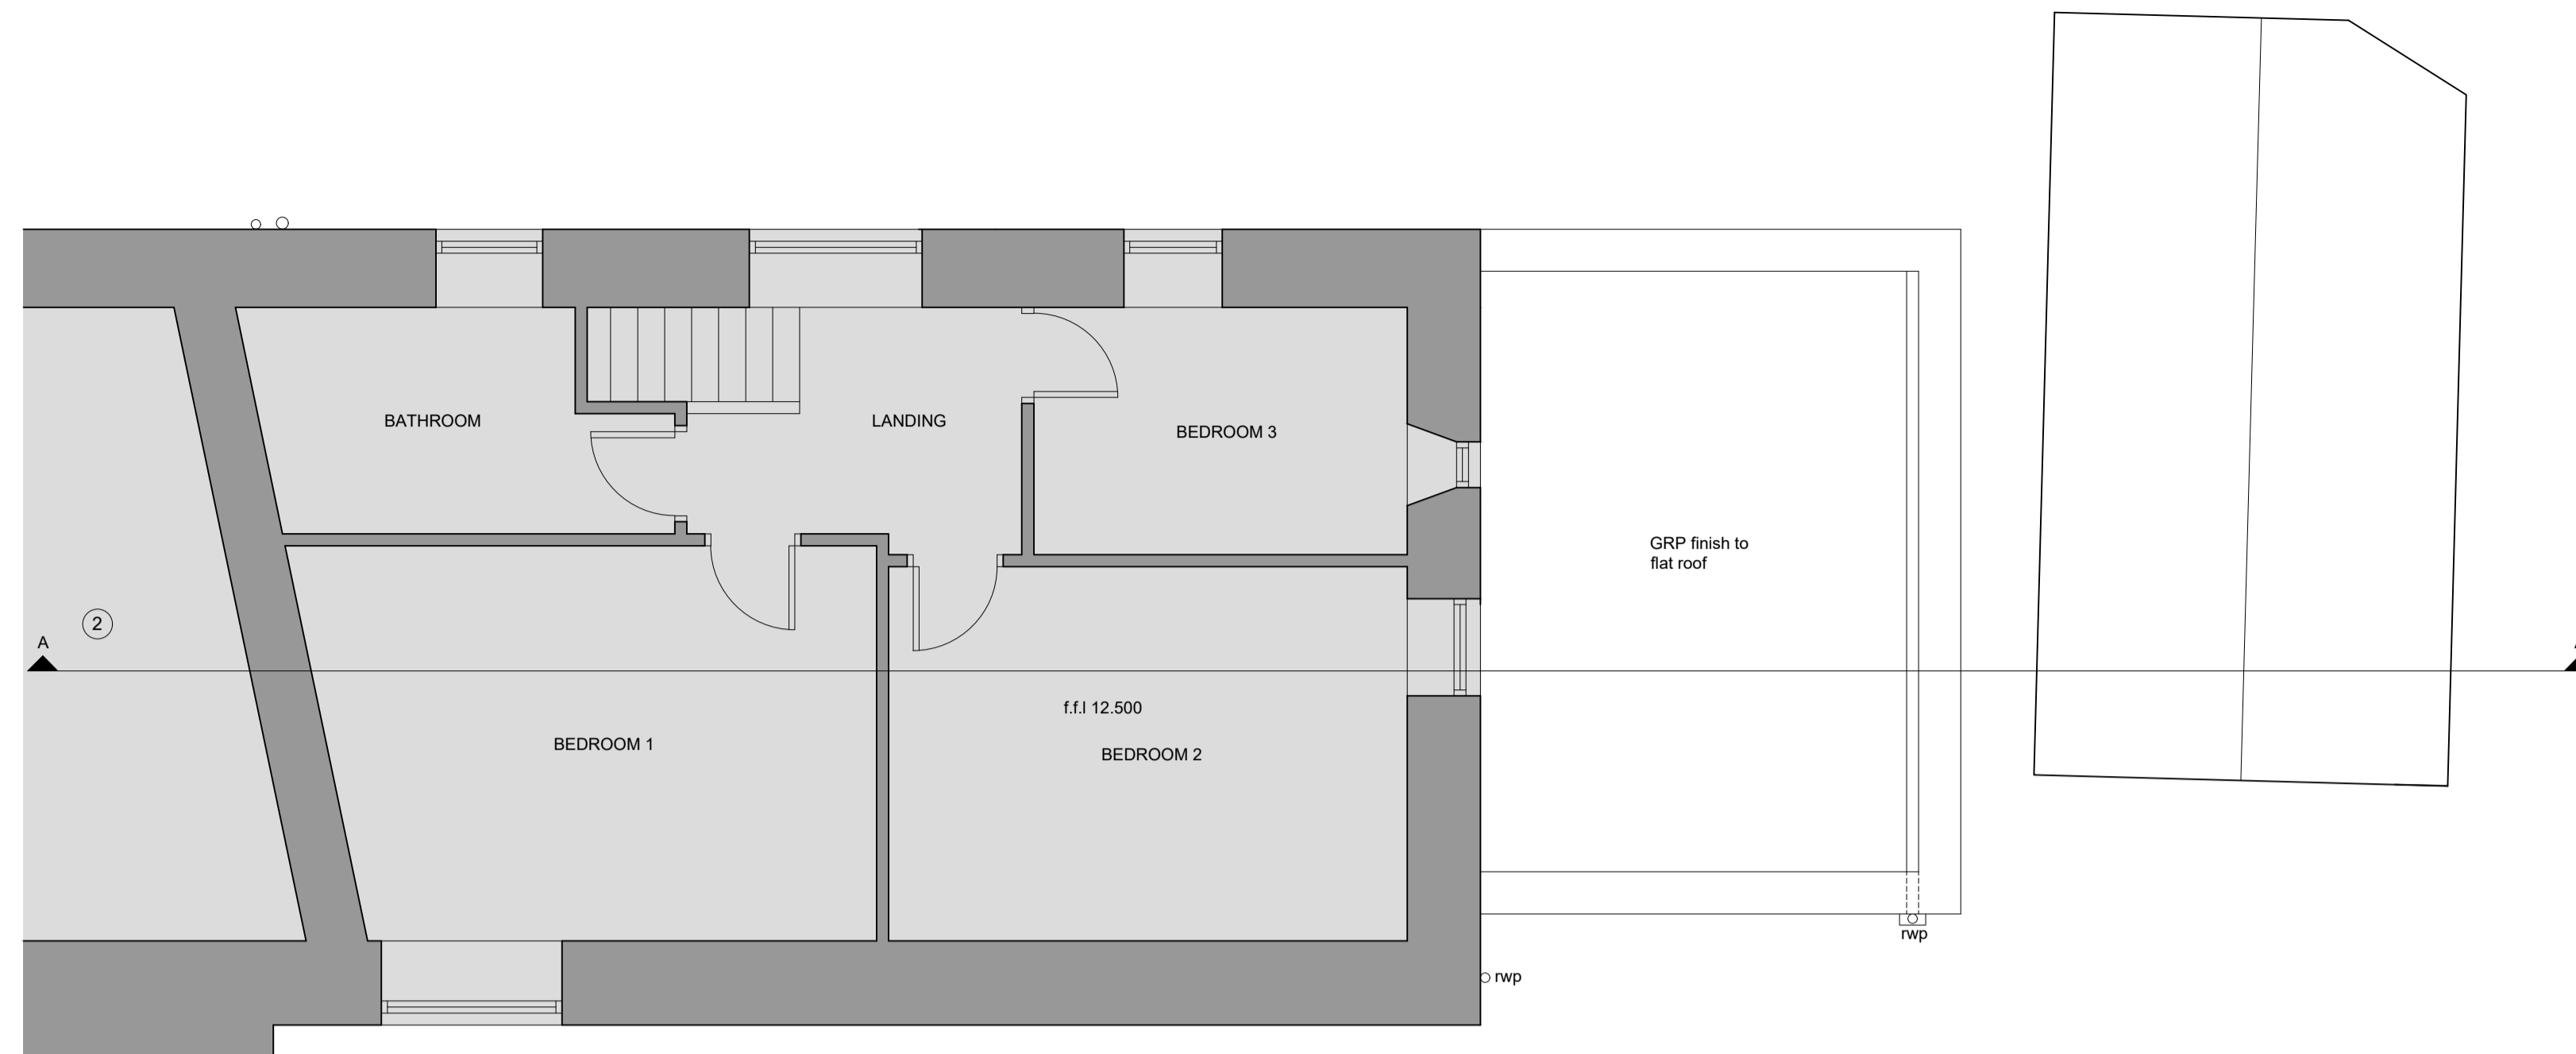 BATHROOM
LANDING
BEDROOM 3
GRP finish to
flat roof
2
A
f.f.l 12.500
BEDROOM 1
BEDROOM 2
rwp
rwp